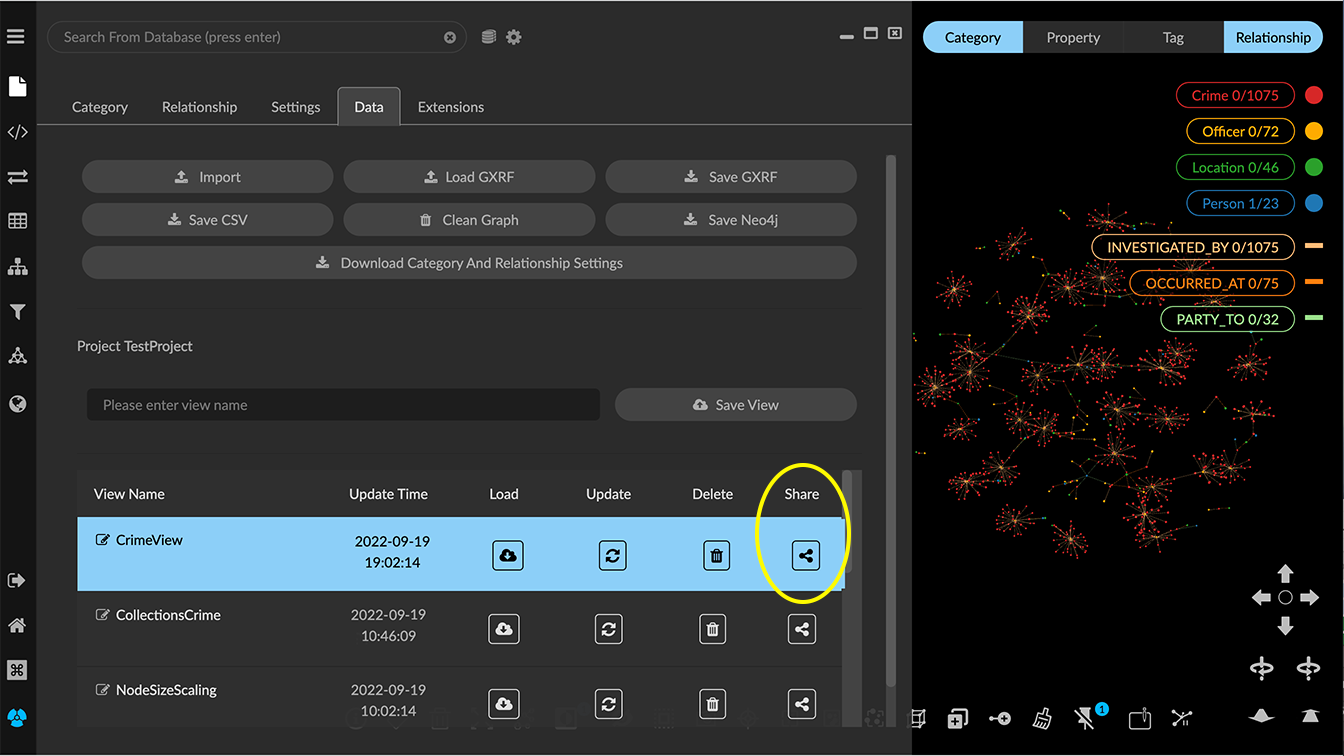 Search From Database (press enter)
Category Property Tag Relationship
Category Relationship Settings Data Extensions
Crime 0/1075
Officer 0/72
Location 0/46
Person 1/23
INVESTIGATED_BY 0/1075
OCCURRED_AT 0/75
PARTY_TO 0/32
Import Load GXRF Save GXRF
Save CSV Clean Graph Save Neo4j
Download Category And Relationship Settings
Project TestProject
Please enter view name Save View
View Name Update Time Load Update Delete Share
CrimeView 2022-09-19
19:02:14
CollectionsCrime 2022-09-19
10:46:09
NodeSizeScaling 2022-09-19
10:02:14
1